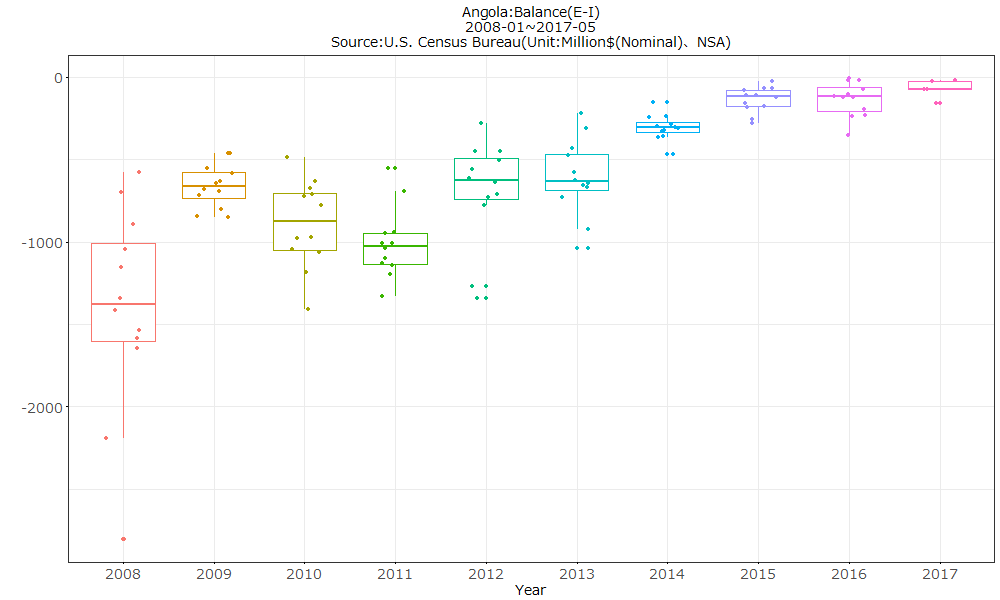 Angola:Balance(E-I)
2008-01~2017-05
Source:U.S. Census Bureau(Unit:Million$(Nominal)、NSA)
0
-1000
-2000
2008 2009 2010 2011 2012 2013 2014 2015 2016 2017
Year